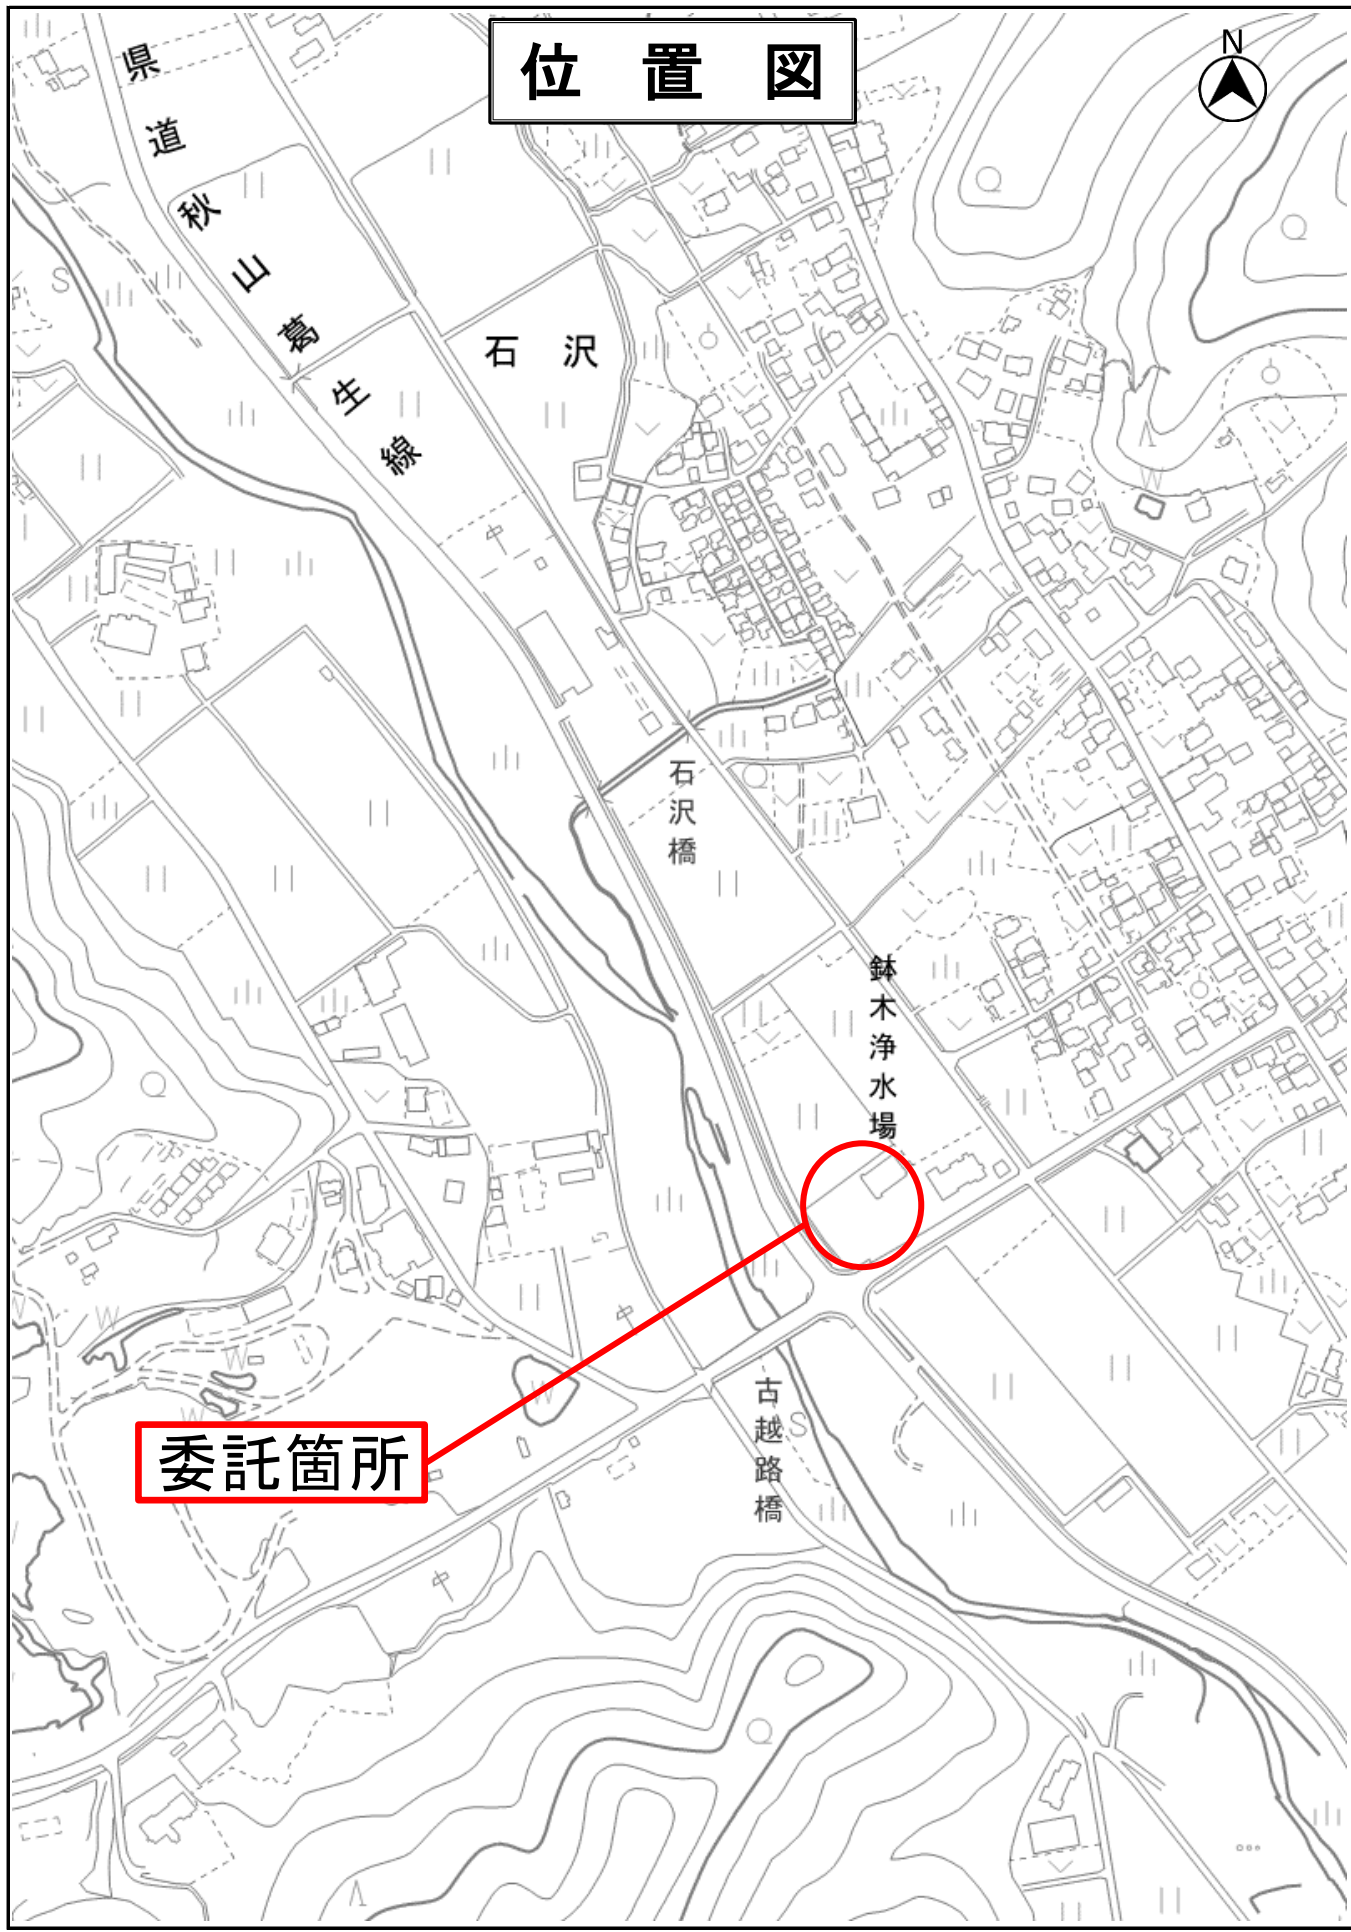 位置図
N
県道秋山葛生線
石沢
石沢橋
鉢木浄水場
委託箇所
古越路橋